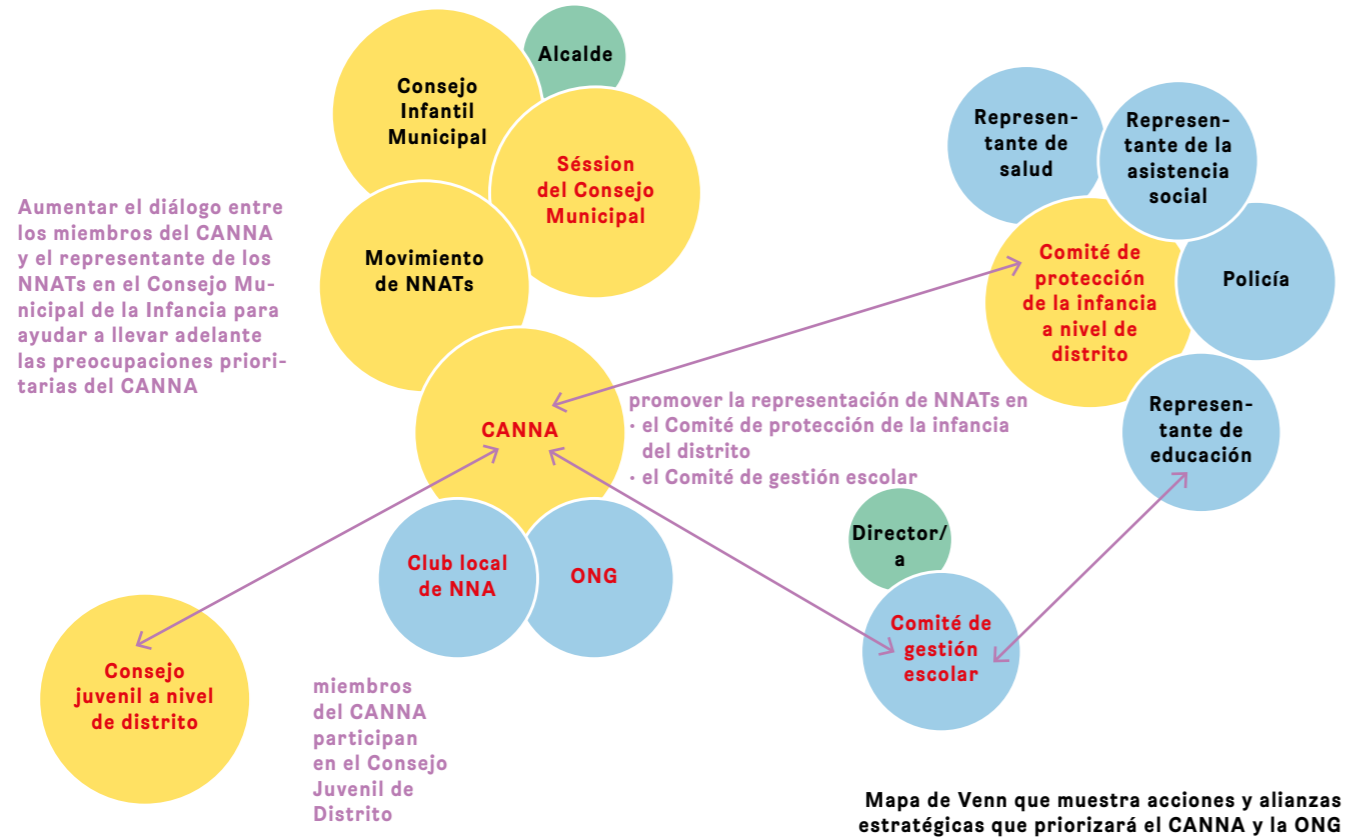 Alcalde
Consejo
Infantil
Municipal
Séssion
del Consejo
Municipal
Movimiento
de NNATs
Aumentar el diálogo entre
los miembros del CANNA
y el representante de los
NNATs en el Consejo Mu-
nicipal de la Infancia para
ayudar a llevar adelante
las preocupaciones priori-
tarias del CANNA
CANNA
Club local
de NNA
ONG
promover la representación de NNATs en
· el Comité de protección de la infancia
del distrito
· el Comité de gestión escolar
Represen-
tante de
salud
Represen-
tante de la
asistencia
social
Comité de
protección
de la infancia
a nivel de
distrito
Policía
Represen-
tante de
educación
Director/
a
Comité de
gestión
escolar
Consejo
juvenil a nivel
de distrito
miembros
del CANNA
participan
en el Consejo
Juvenil de
Distrito
Mapa de Venn que muestra acciones y alianzas
estratégicas que priorizará el CANNA y la ONG